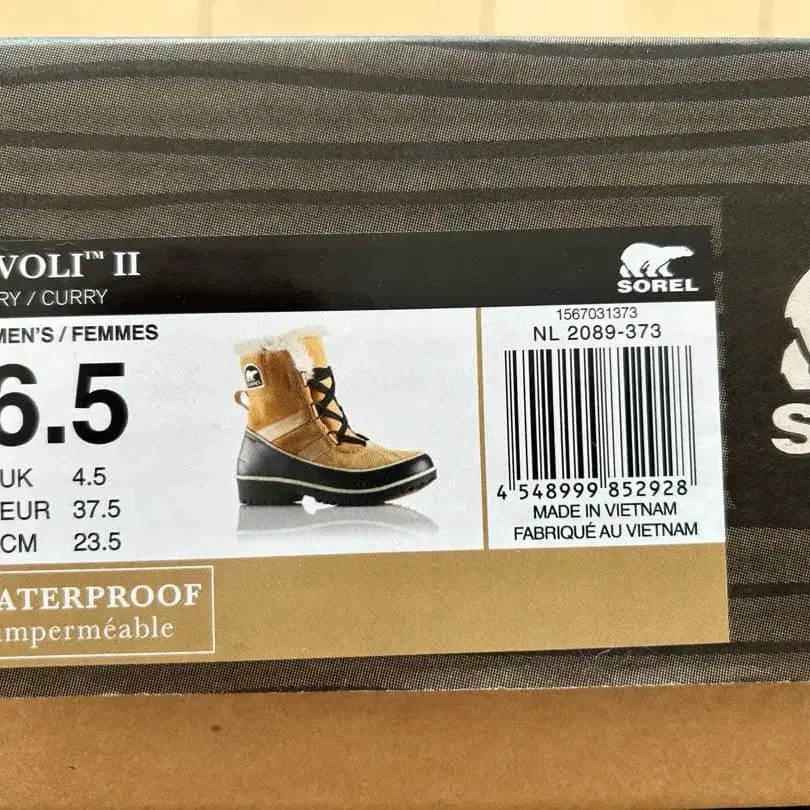 VOLI™ II
RY / CURRY
SOREL
MEN'S / FEMMES
6.5
UK 4.5
EUR 37.5
CM 23.5
1567031373
NL 2089-373
4 548999 852928
MADE IN VIETNAM
FABRIQUÉ AU VIETNAM
ATERPROOF
imperméable
S